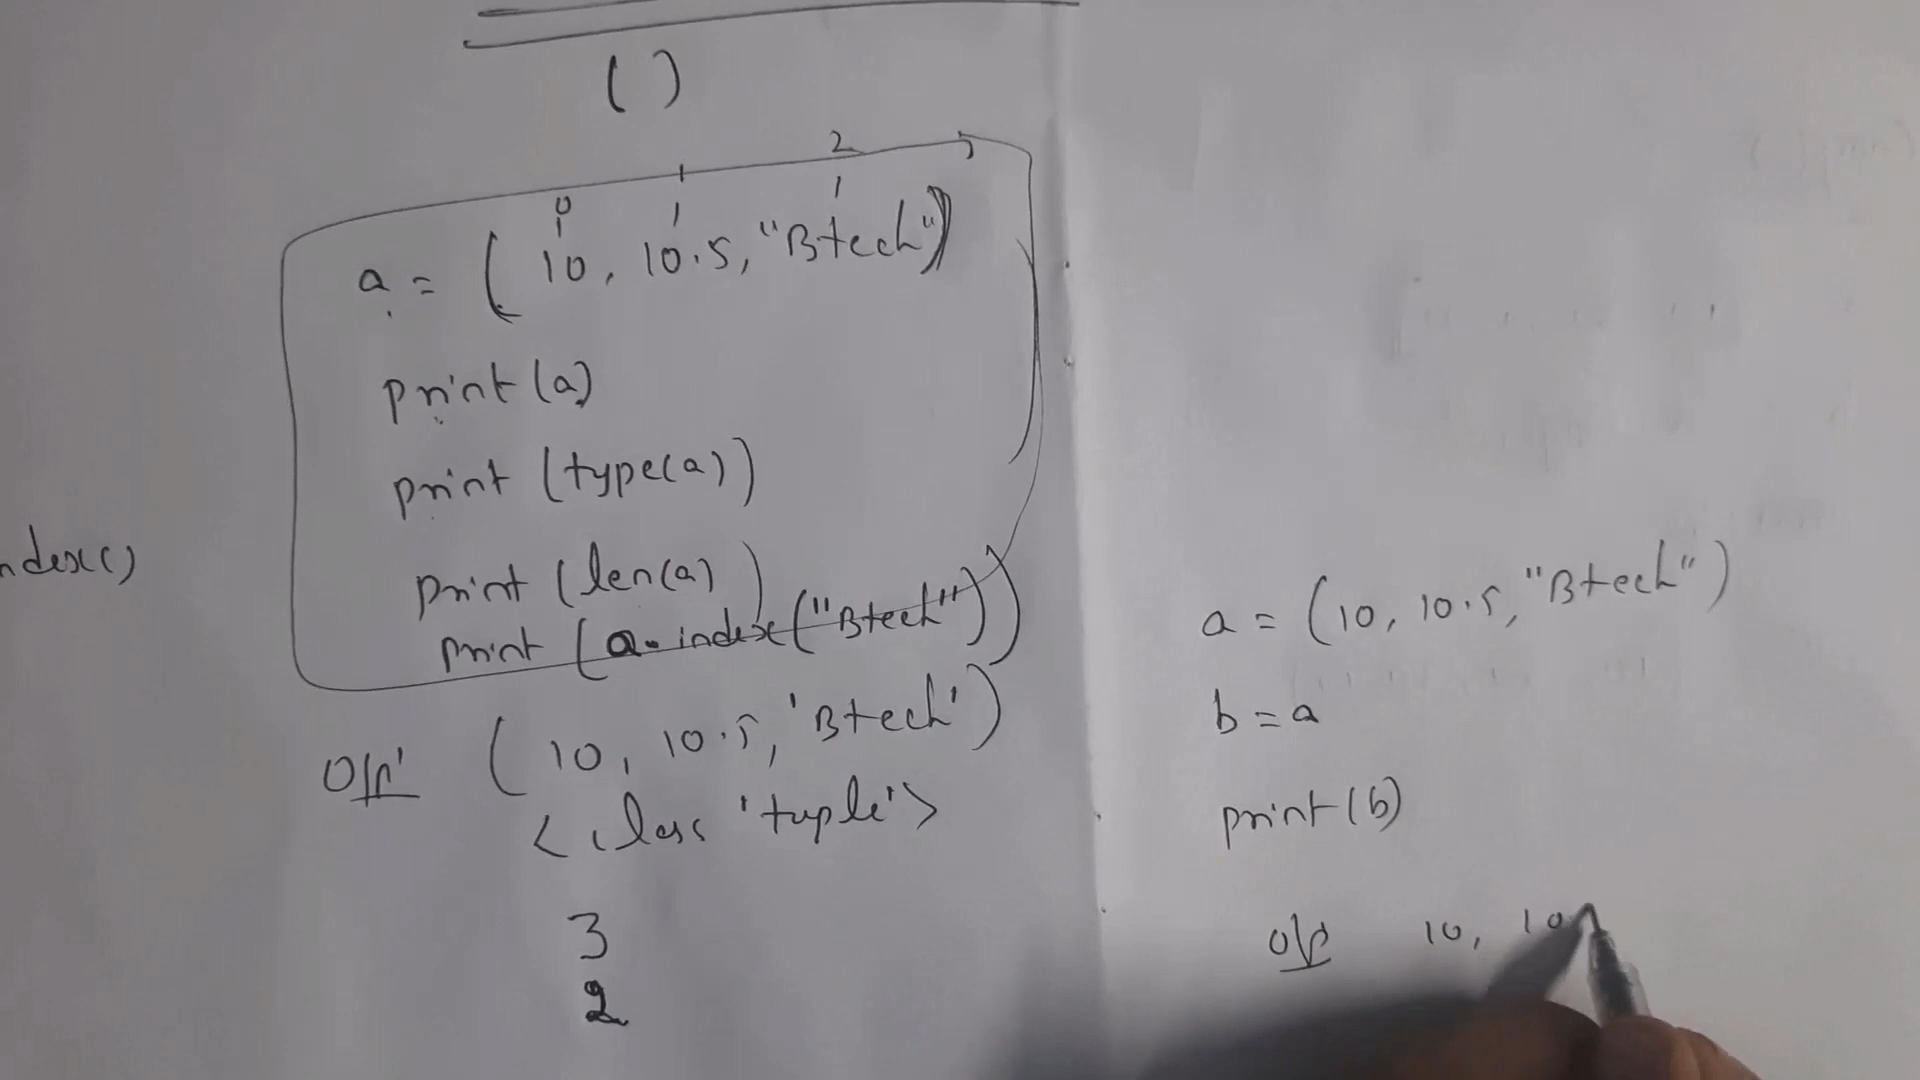 ( )
2
0 1 1
a = ( 10, 10.5, "Btech")
print (a)
print (type(a))
ndex()
print (len(a))
print (a.index("Btech"))
O/P ( 10, 10.5, 'Btech')
< class 'tuple'>
3
2
a = (10, 10.5, "Btech")
b = a
print (b)
o/p 10, 10